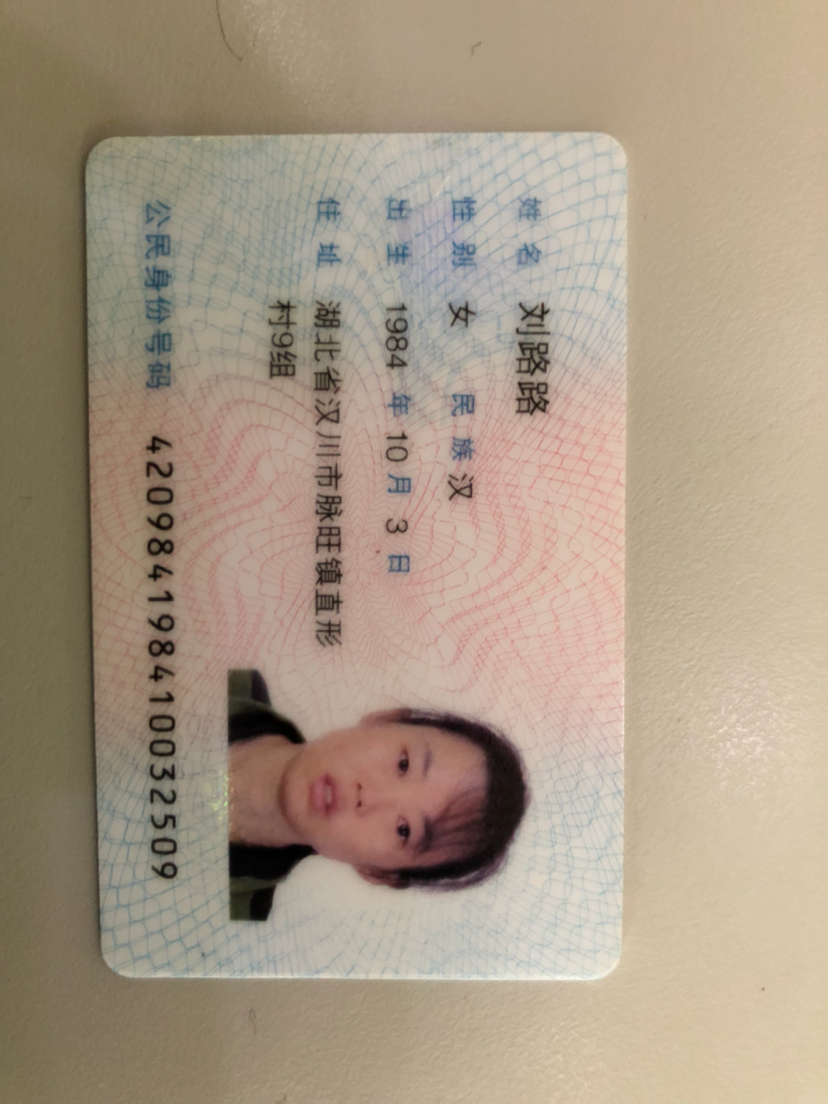 姓名 刘路路
性别 女 民族 汉
出生 1984 年 10 月 3 日
住址 湖北省汉川市脉旺镇直形
村9组
公民身份号码 420984198410032509